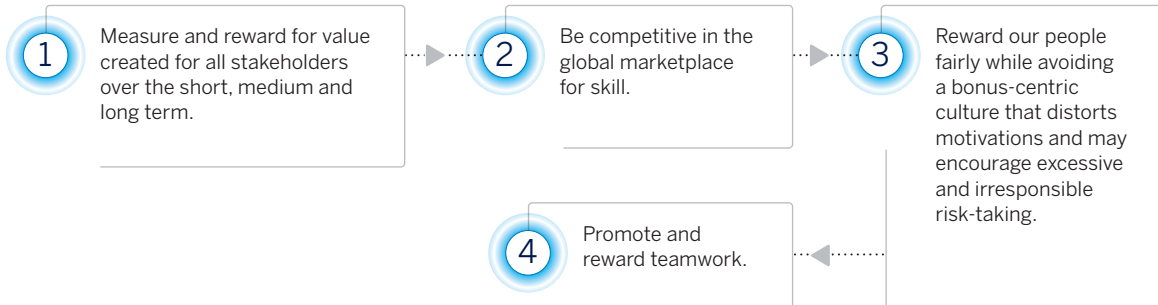 1
Measure and reward for value
created for all stakeholders
over the short, medium and
long term.
2
Be competitive in the
global marketplace
for skill.
3
Reward our people
fairly while avoiding
a bonus-centric
culture that distorts
motivations and may
encourage excessive
and irresponsible
risk-taking.
4
Promote and
reward teamwork.